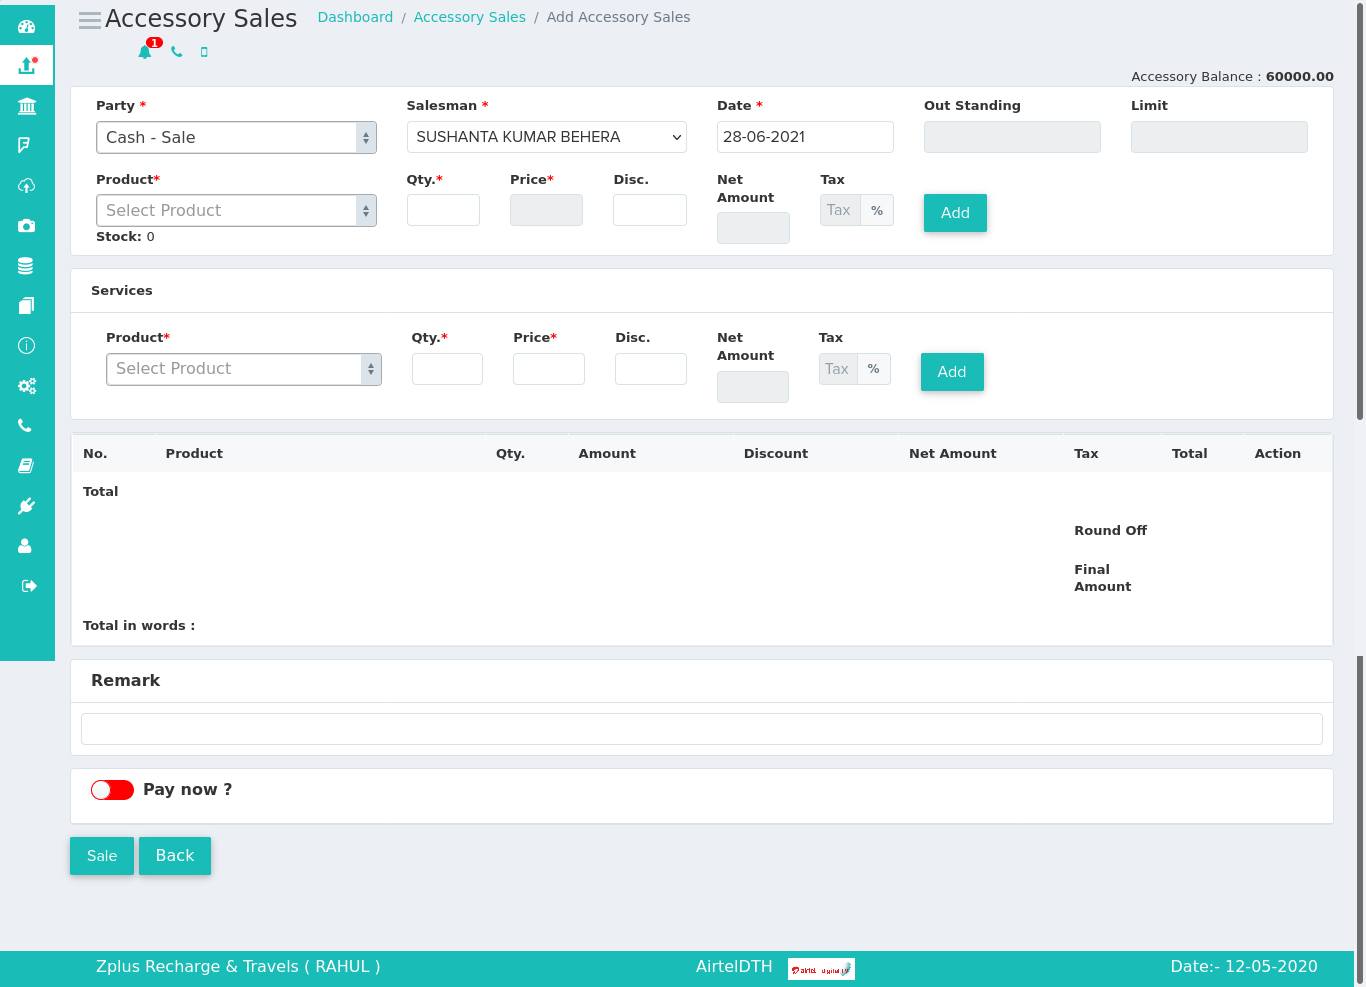 Accessory Sales
Dashboard / Accessory Sales / Add Accessory Sales
1
Accessory Balance : 60000.00
Party * Salesman * Date * Out Standing Limit
Cash - Sale SUSHANTA KUMAR BEHERA 28-06-2021
Product* Qty.* Price* Disc. Net Amount Tax
Select Product Tax % Add
Stock: 0
Services
Product* Qty.* Price* Disc. Net Amount Tax
Select Product Tax % Add
No. Product Qty. Amount Discount Net Amount Tax Total Action
Total
Round Off
Final
Amount
Total in words :
Remark
Pay now ?
Sale Back
Zplus Recharge & Travels ( RAHUL ) AirtelDTH airtel digital TV Date:- 12-05-2020